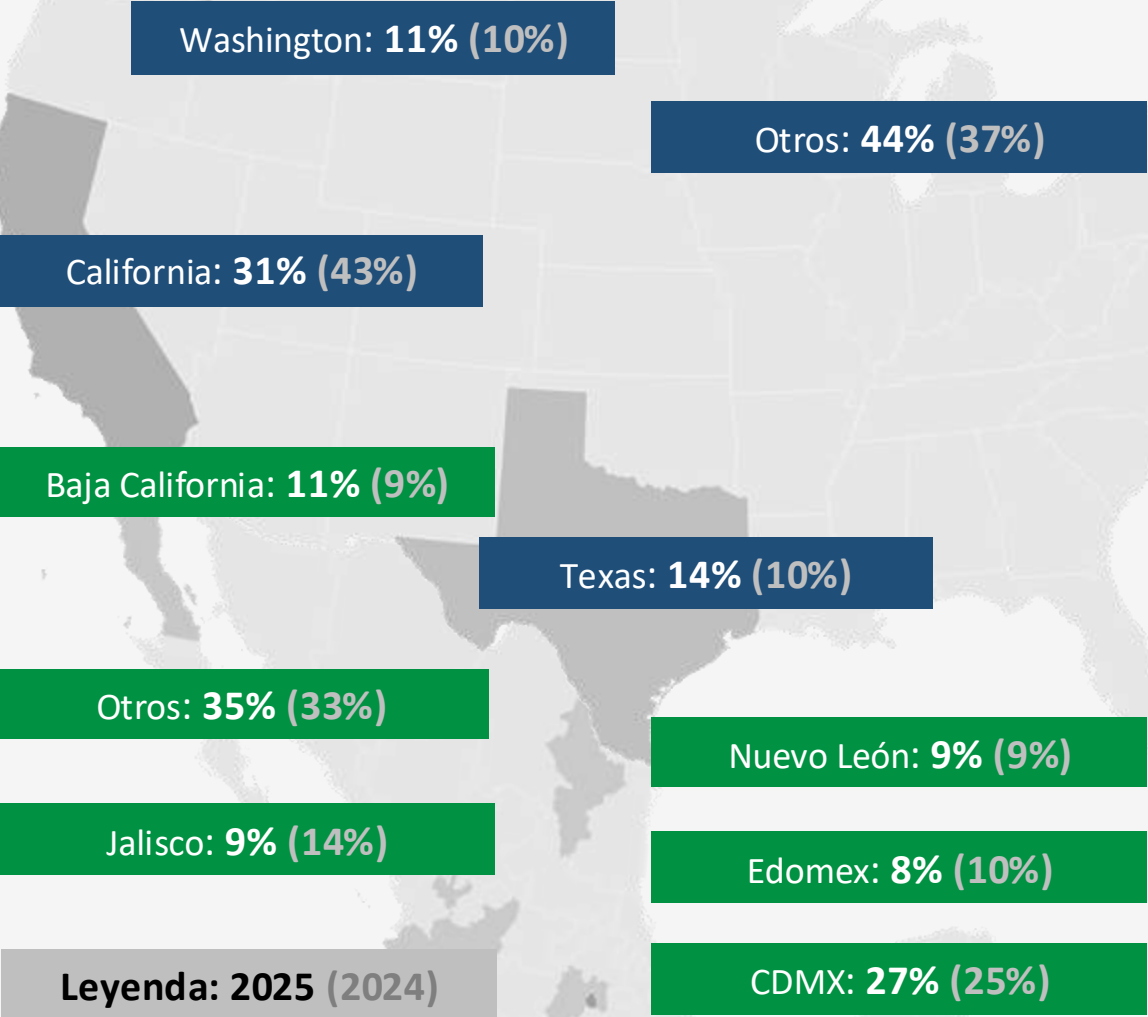 Washington: 11% (10%)
Otros: 44% (37%)
California: 31% (43%)
Baja California: 11% (9%)
Texas: 14% (10%)
Otros: 35% (33%)
Nuevo León: 9% (9%)
Jalisco: 9% (14%)
Edomex: 8% (10%)
CDMX: 27% (25%)
Leyenda: 2025 (2024)